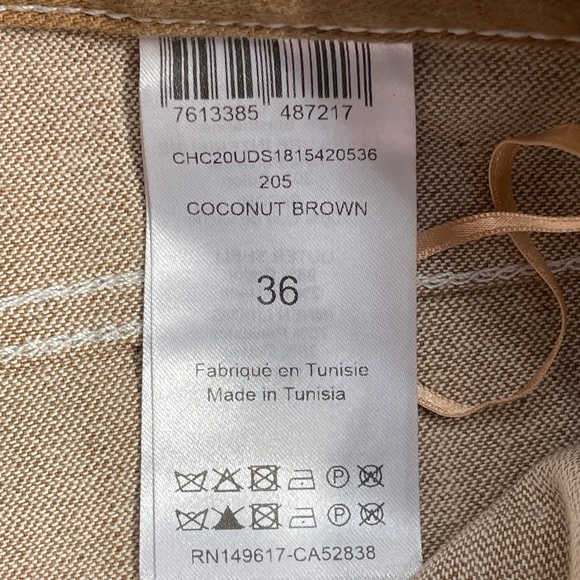 7613385 487217
CHC20UDS1815420536
205
COCONUT BROWN
36
Fabriqué en Tunisie
Made in Tunisia
P
P
RN149617-CA52838